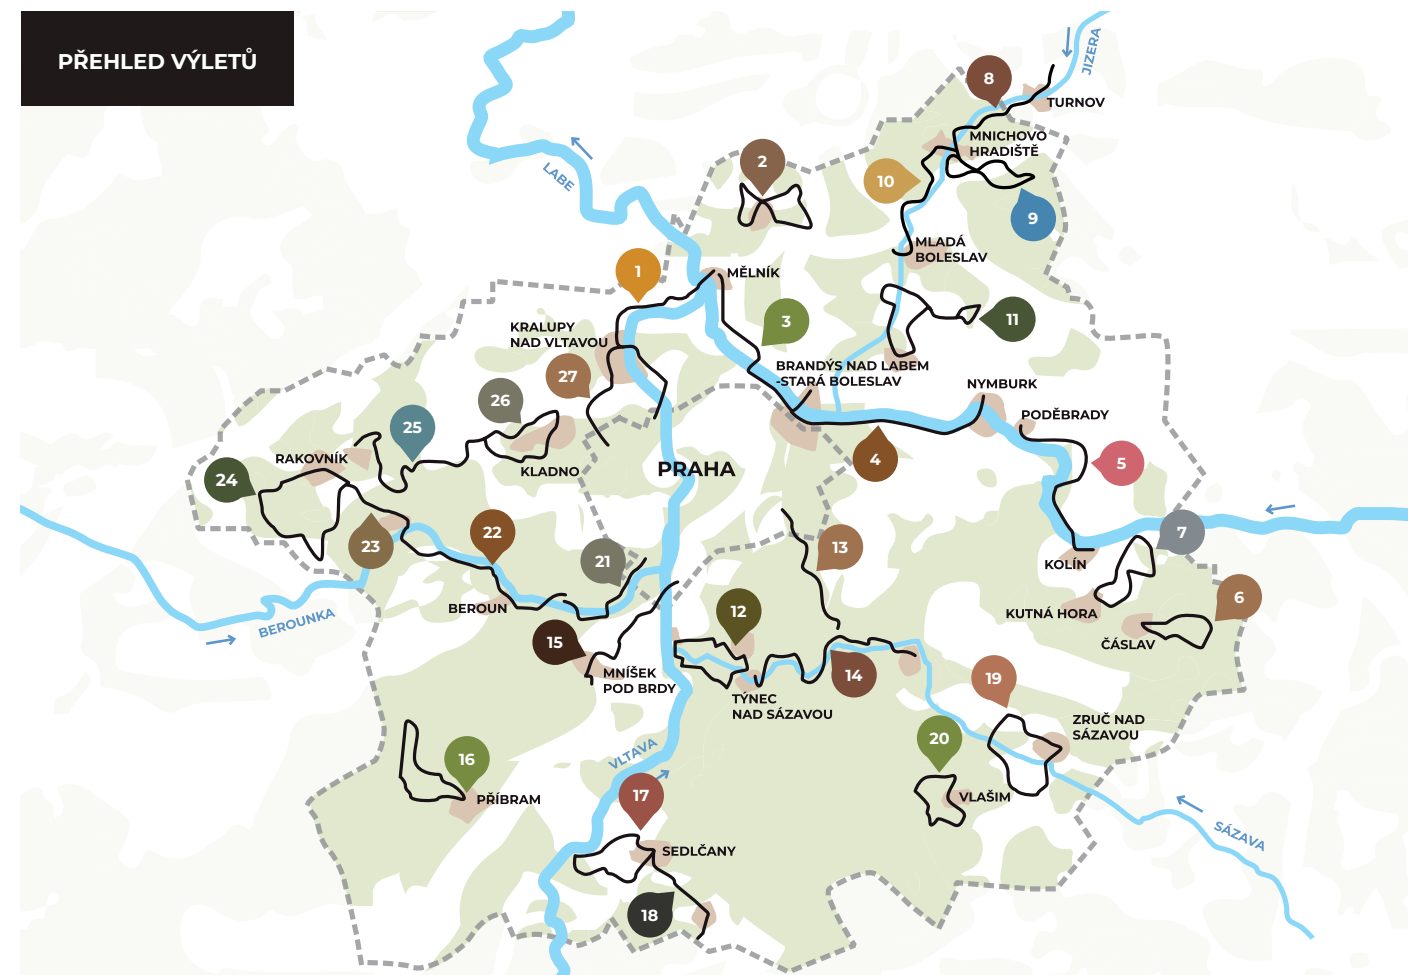 PŘEHLED VÝLETŮ
JIZERA
8
TURNOV
MNICHOVO
HRADIŠTĚ
2
LABE
10
9
MLADÁ
BOLESLAV
1
MĚLNÍK
3
11
KRALUPY
NAD VLTAVOU
BRANDÝS NAD LABEM
-STARÁ BOLESLAV
27
NYMBURK
26
PODĚBRADY
25
RAKOVNÍK
KLADNO
PRAHA
4
5
24
7
22
23
13
21
KOLÍN
6
BEROUN
KUTNÁ HORA
12
BEROUNKA
15
ČÁSLAV
MNÍŠEK
POD BRDY
14
19
TÝNEC
NAD SÁZAVOU
ZRUČ NAD
SÁZAVOU
20
VLTAVA
16
17
PŘÍBRAM
VLAŠIM
SÁZAVA
SEDLČANY
18